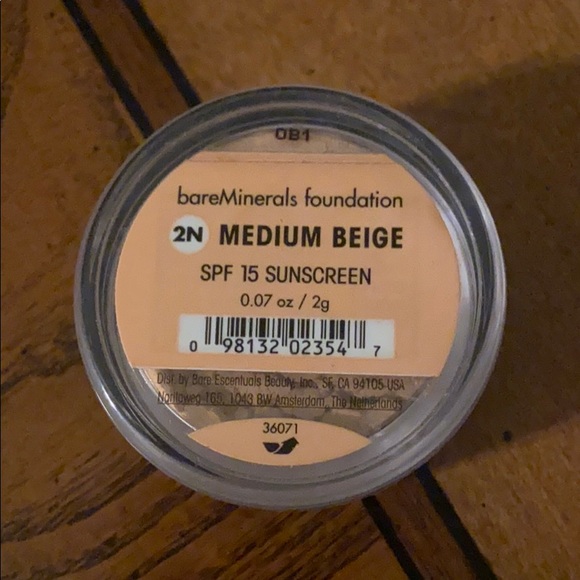 0B1
bareMinerals foundation
2N MEDIUM BEIGE
SPF 15 SUNSCREEN
0.07 oz / 2g
0 98132 02354 7
Dist. by Bare Escentuals Beauty, Inc., SF, CA 94105 USA
Naritaweg 165, 1043 BW Amsterdam, The Netherlands
36071